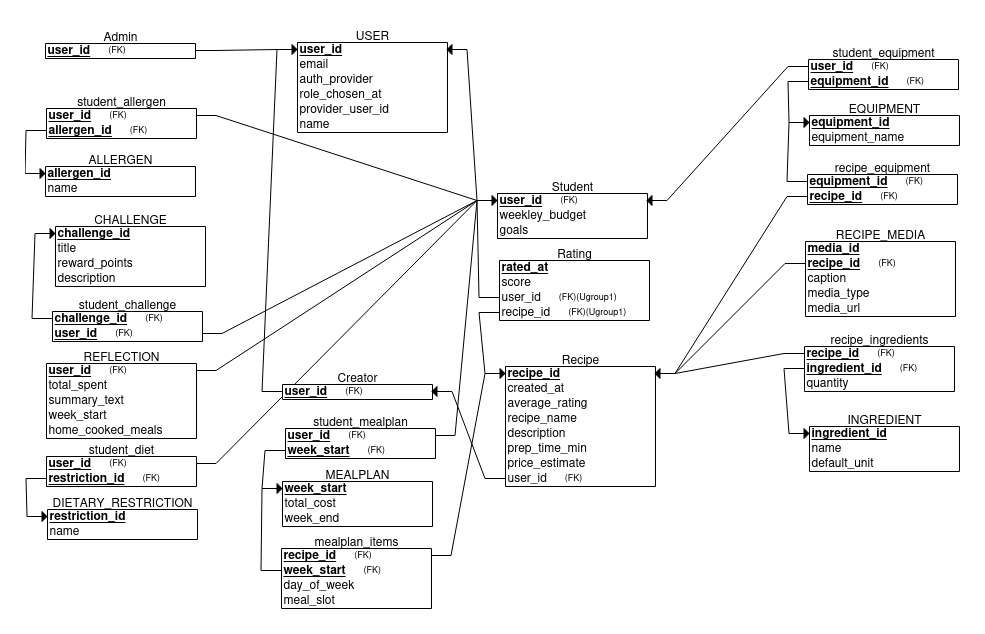 Admin
user_id (FK)
student_allergen
user_id (FK)
allergen_id (FK)
ALLERGEN
allergen_id
name
CHALLENGE
challenge_id
title
reward_points
description
student_challenge
challenge_id (FK)
user_id (FK)
REFLECTION
user_id (FK)
total_spent
summary_text
week_start
home_cooked_meals
student_diet
user_id (FK)
restriction_id (FK)
DIETARY_RESTRICTION
restriction_id
name
USER
user_id
email
auth_provider
role_chosen_at
provider_user_id
name
Creator
user_id (FK)
student_mealplan
user_id (FK)
week_start (FK)
MEALPLAN
week_start
total_cost
week_end
mealplan_items
recipe_id (FK)
week_start (FK)
day_of_week
meal_slot
Student
user_id (FK)
weekley_budget
goals
Rating
rated_at
score
user_id (FK)(Ugroup1)
recipe_id (FK)(Ugroup1)
Recipe
recipe_id
created_at
average_rating
recipe_name
description
prep_time_min
price_estimate
user_id (FK)
student_equipment
user_id (FK)
equipment_id (FK)
EQUIPMENT
equipment_id
equipment_name
recipe_equipment
equipment_id (FK)
recipe_id (FK)
RECIPE_MEDIA
media_id
recipe_id (FK)
caption
media_type
media_url
recipe_ingredients
recipe_id (FK)
ingredient_id (FK)
quantity
INGREDIENT
ingredient_id
name
default_unit